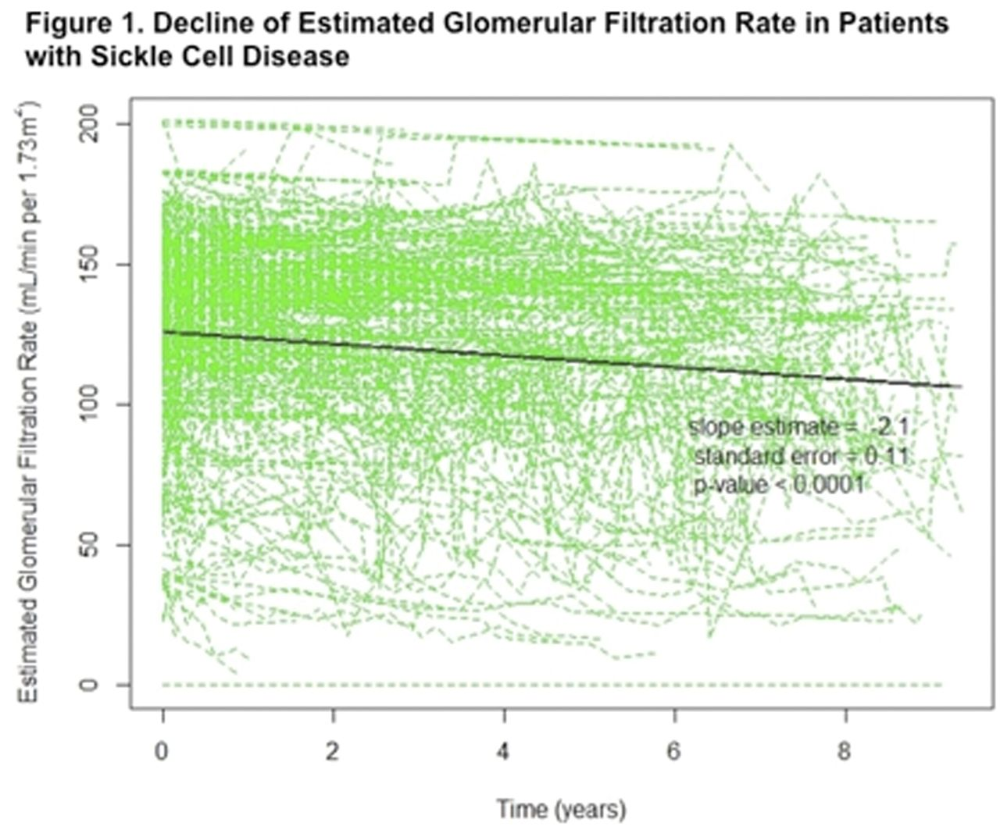 Figure 1. Decline of Estimated Glomerular Filtration Rate in Patients
with Sickle Cell Disease
Estimated Glomerular Filtration Rate (mL/min per 1.73m²)
200
150
100
50
0
slope estimate = -2.1
standard error = 0.11
p-value < 0.0001
0 2 4 6 8
Time (years)